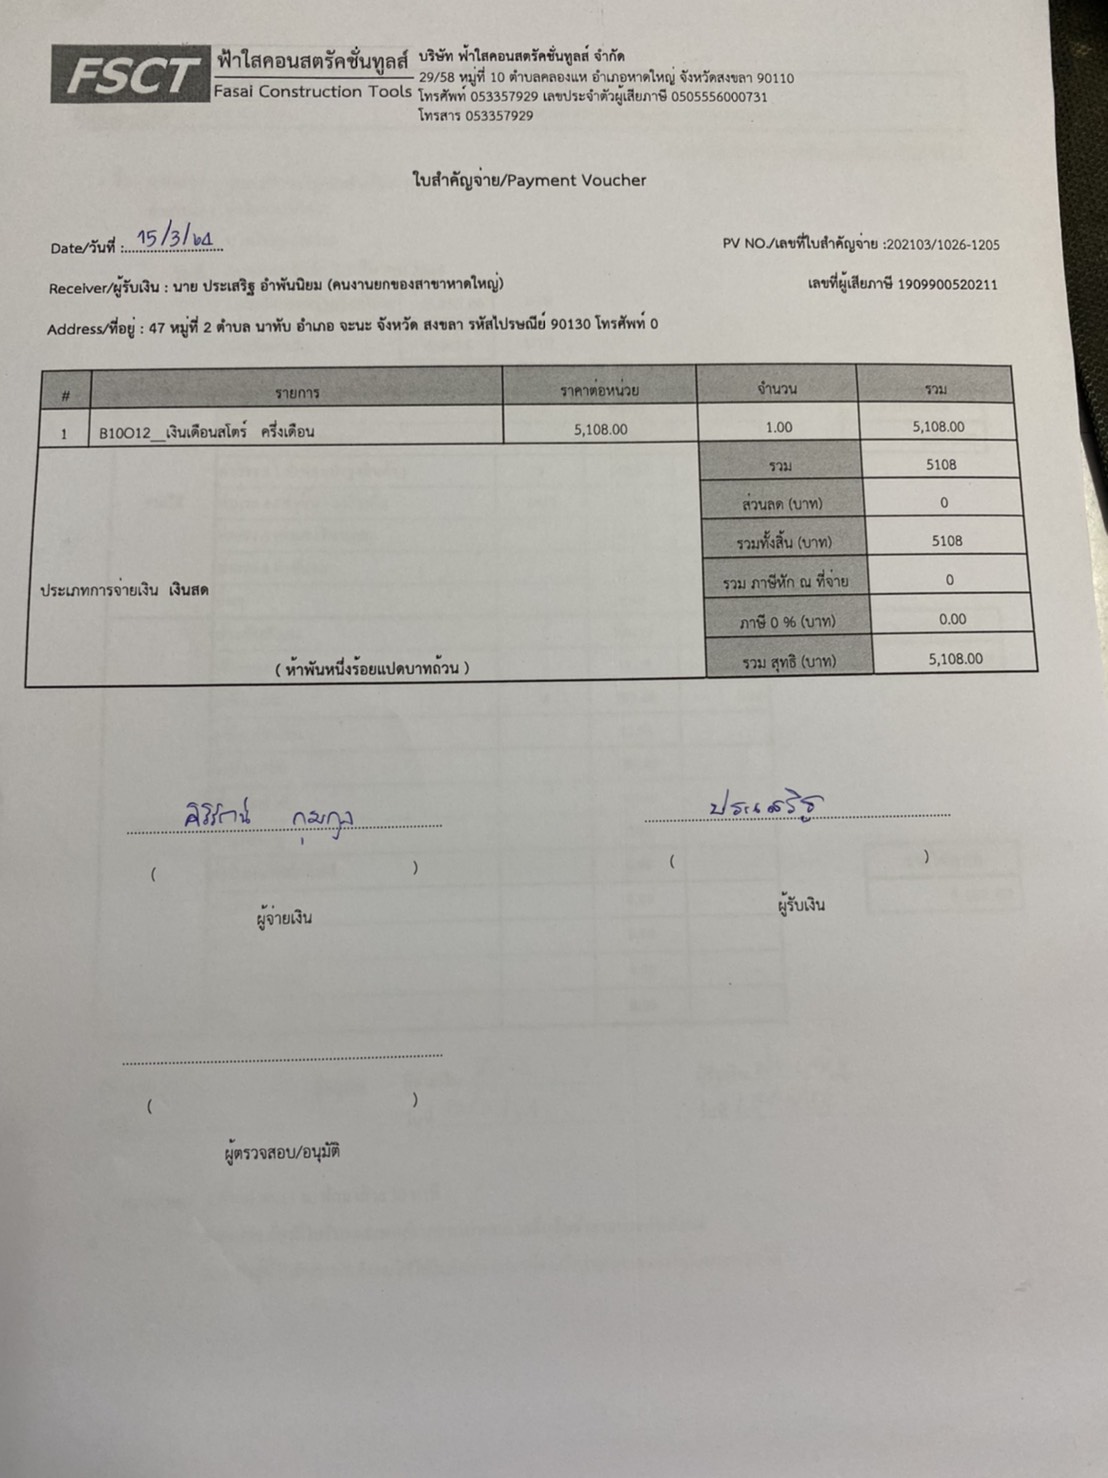 FSCT
ฟ้าใสคอนสตรัคชั่นทูลส์
Fasai Construction Tools
บริษัท ฟ้าใสคอนสตรัคชั่นทูลส์ จำกัด
29/58 หมู่ที่ 10 ตำบลคลองแห อำเภอหาดใหญ่ จังหวัดสงขลา 90110
โทรศัพท์ 053357929 เลขประจำตัวผู้เสียภาษี 0505556000731
โทรสาร 053357929
ใบสำคัญจ่าย/Payment Voucher
Date/วันที่ : 15/3/64
PV NO./เลขที่ใบสำคัญจ่าย :202103/1026-1205
Receiver/ผู้รับเงิน : นาย ประเสริฐ อำพันนิยม (คนงานยกของสาขาหาดใหญ่)
เลขที่ผู้เสียภาษี 1909900520211
Address/ที่อยู่ : 47 หมู่ที่ 2 ตำบล นาทับ อำเภอ จะนะ จังหวัด สงขลา รหัสไปรษณีย์ 90130 โทรศัพท์ 0
# รายการ ราคาต่อหน่วย จำนวน รวม
1 B10O12__เงินเดือนสโตร์ ครึ่งเดือน 5,108.00 1.00 5,108.00
รวม 5108
ส่วนลด (บาท) 0
รวมทั้งสิ้น (บาท) 5108
ประเภทการจ่ายเงิน เงินสด
รวม ภาษีหัก ณ ที่จ่าย 0
ภาษี 0 % (บาท) 0.00
( ห้าพันหนึ่งร้อยแปดบาทถ้วน )
รวม สุทธิ (บาท) 5,108.00
ศิริรัตน์
ประเสริฐ
( )
( )
ผู้จ่ายเงิน
ผู้รับเงิน
( )
ผู้ตรวจสอบ/อนุมัติ